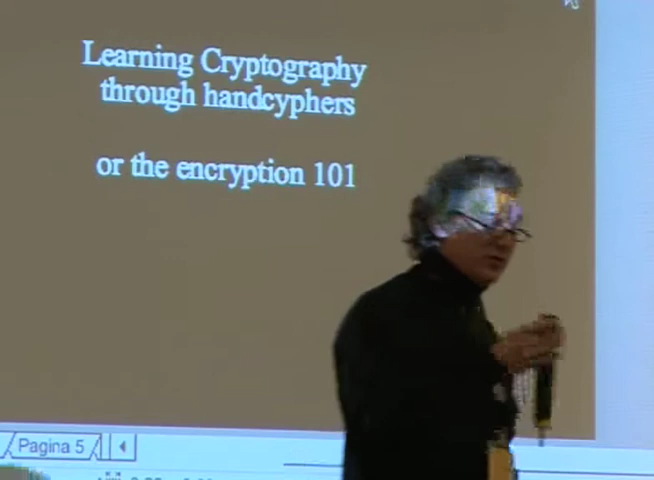 Learning Cryptography
through handcyphers
or the encryption 101
Pagina 5